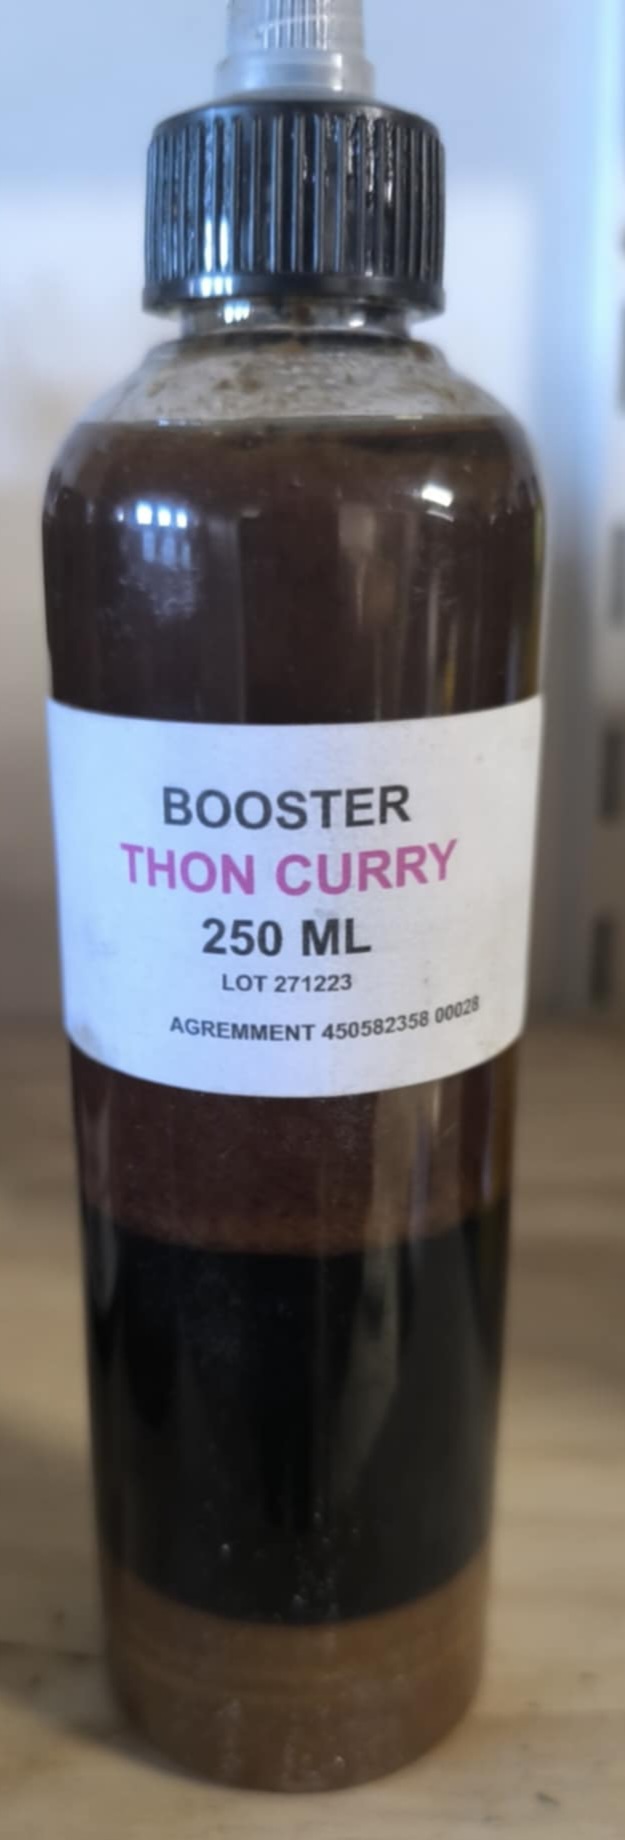 BOOSTER
THON CURRY
250 ML
LOT 271223
AGREMMENT 450582358 00028